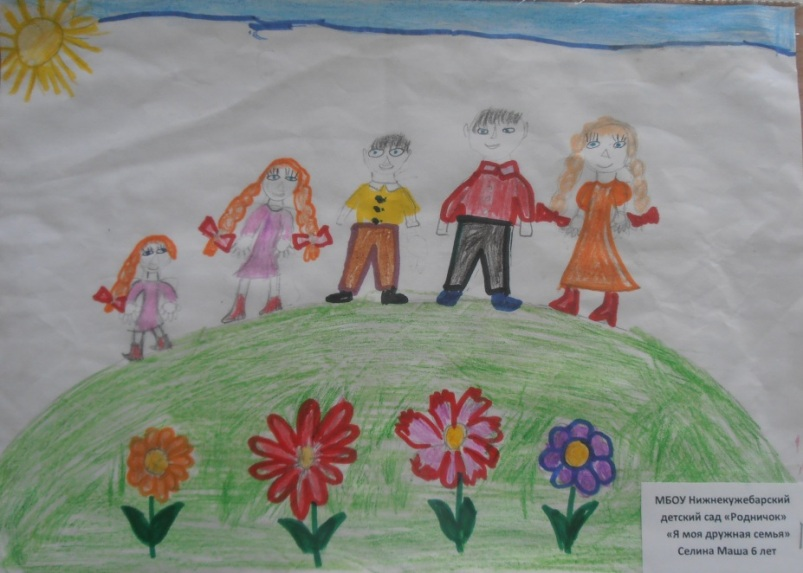 МБОУ Нижнекужебарский
детский сад «Родничок»
«Я моя дружная семья»
Селина Маша 6 лет